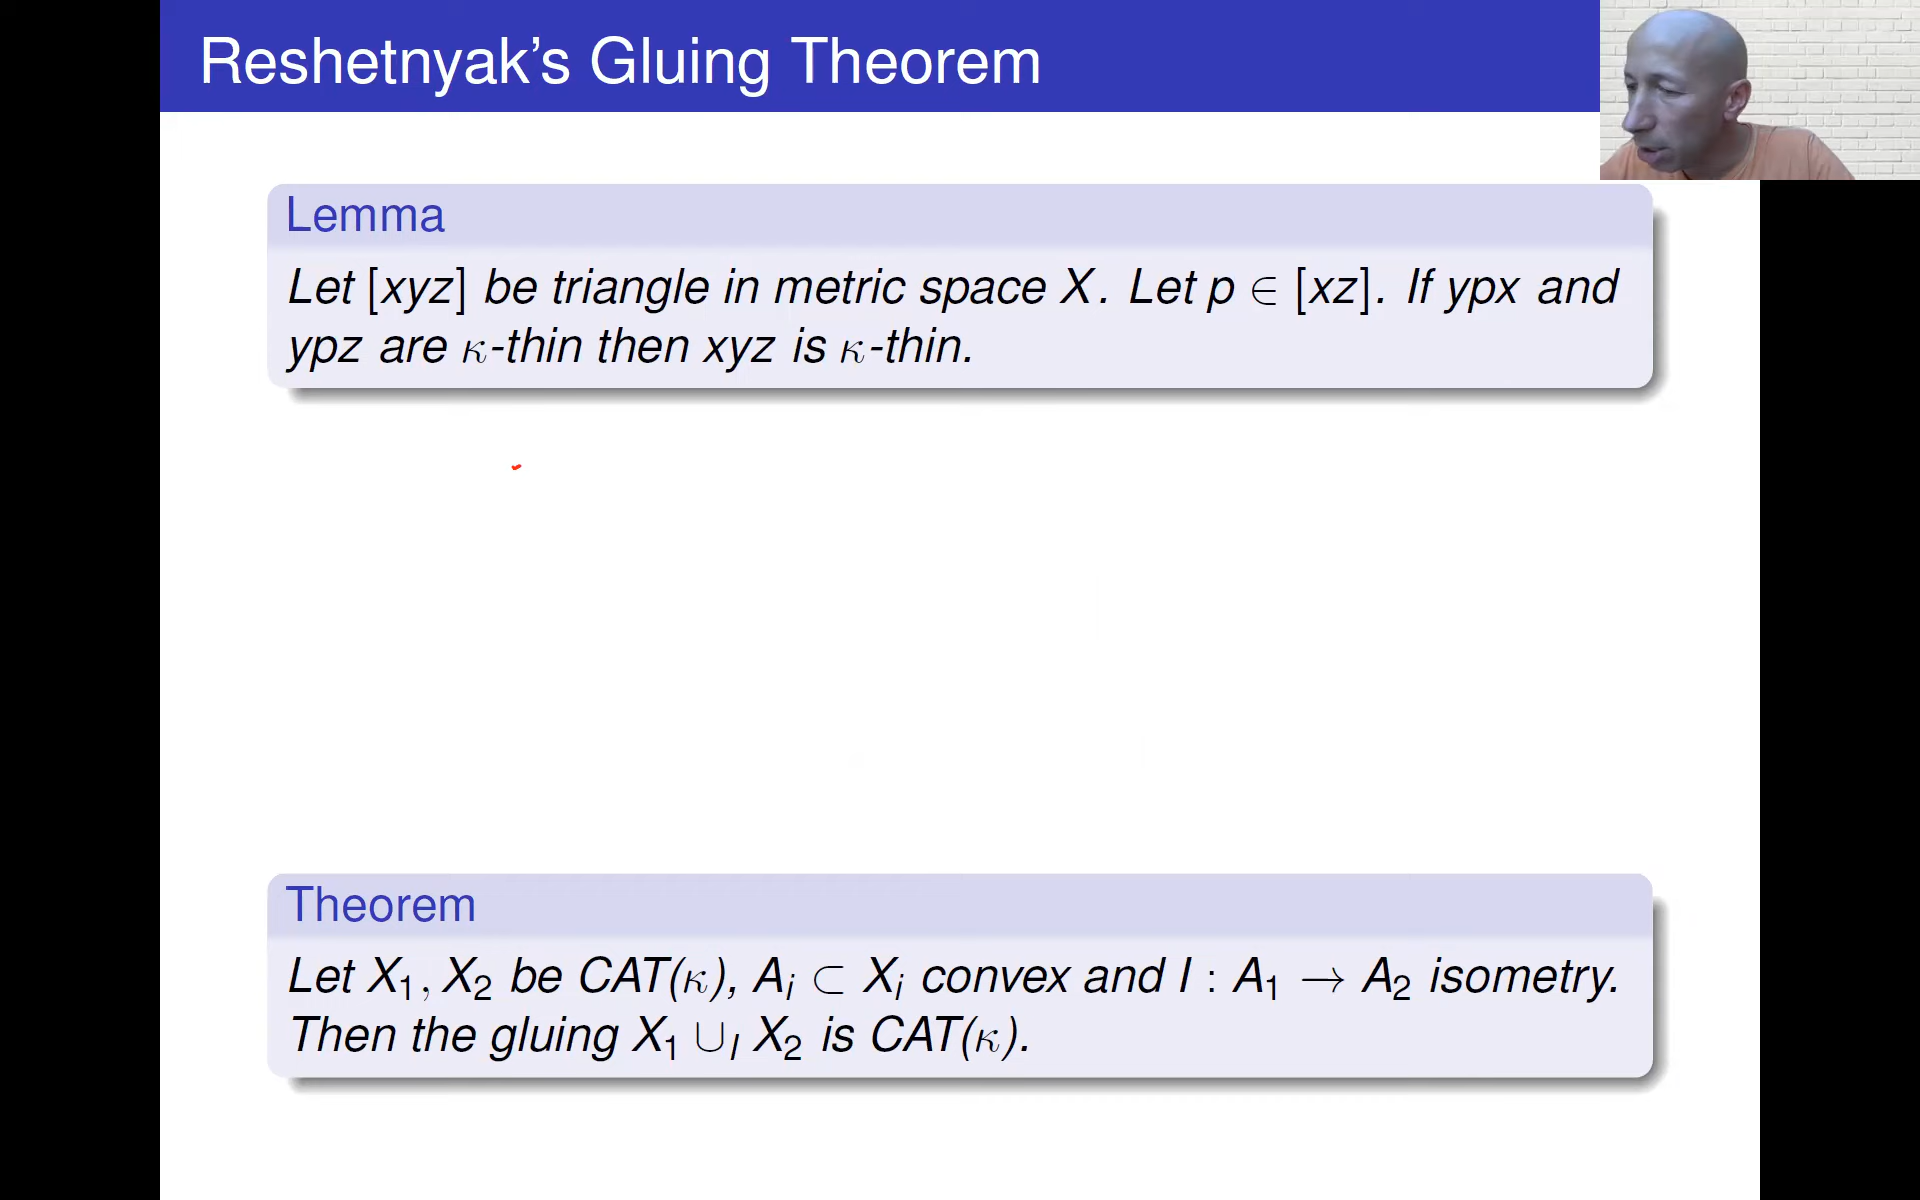 Reshetnyak's Gluing Theorem
Lemma
Let [xyz] be triangle in metric space X. Let p ∈ [xz]. If ypx and
ypz are κ-thin then xyz is κ-thin.
Theorem
Let X₁, X₂ be CAT(κ), Aᵢ ⊂ Xᵢ convex and I : A₁ → A₂ isometry.
Then the gluing X₁ ∪_I X₂ is CAT(κ).